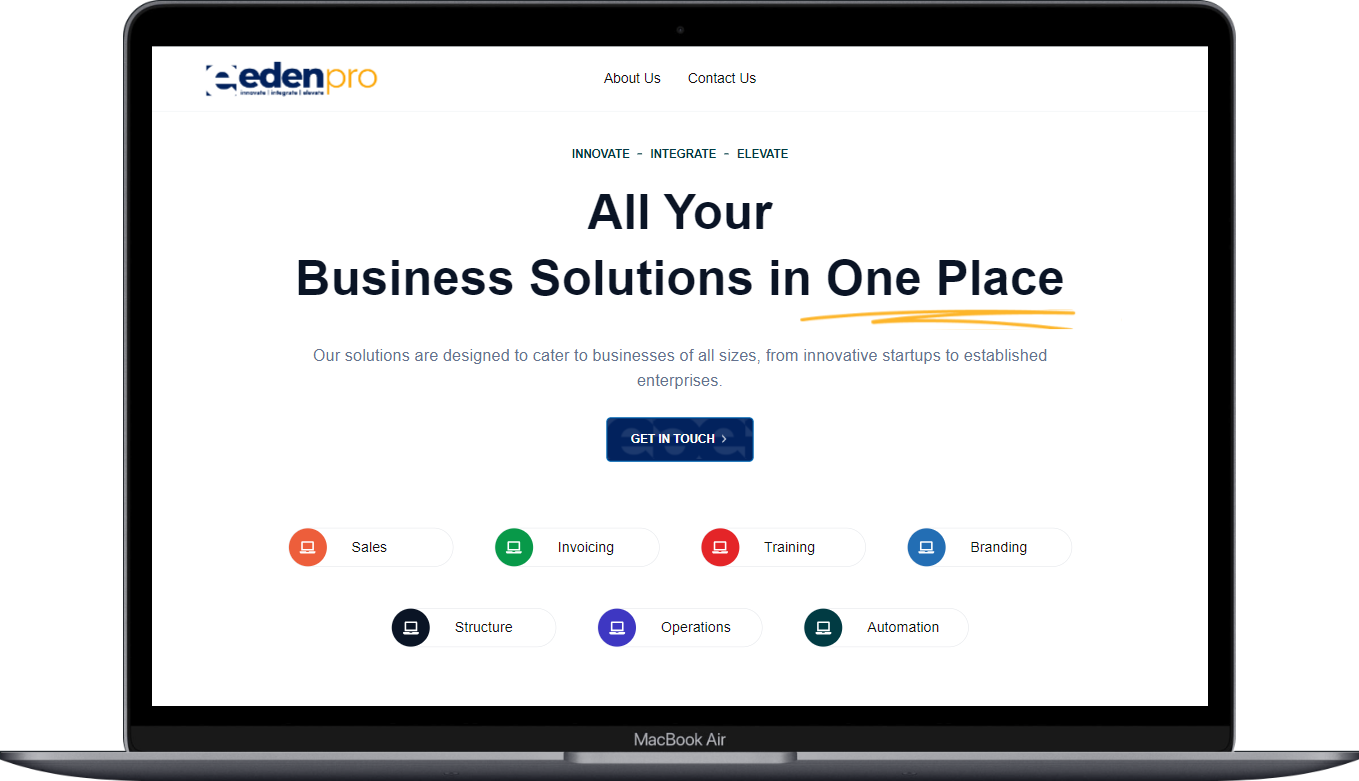 edenpro
innovate | integrate | elevate
About Us
Contact Us
INNOVATE - INTEGRATE - ELEVATE
All Your
Business Solutions in One Place
Our solutions are designed to cater to businesses of all sizes, from innovative startups to established
enterprises.
GET IN TOUCH >
Sales
Invoicing
Training
Branding
Structure
Operations
Automation
MacBook Air